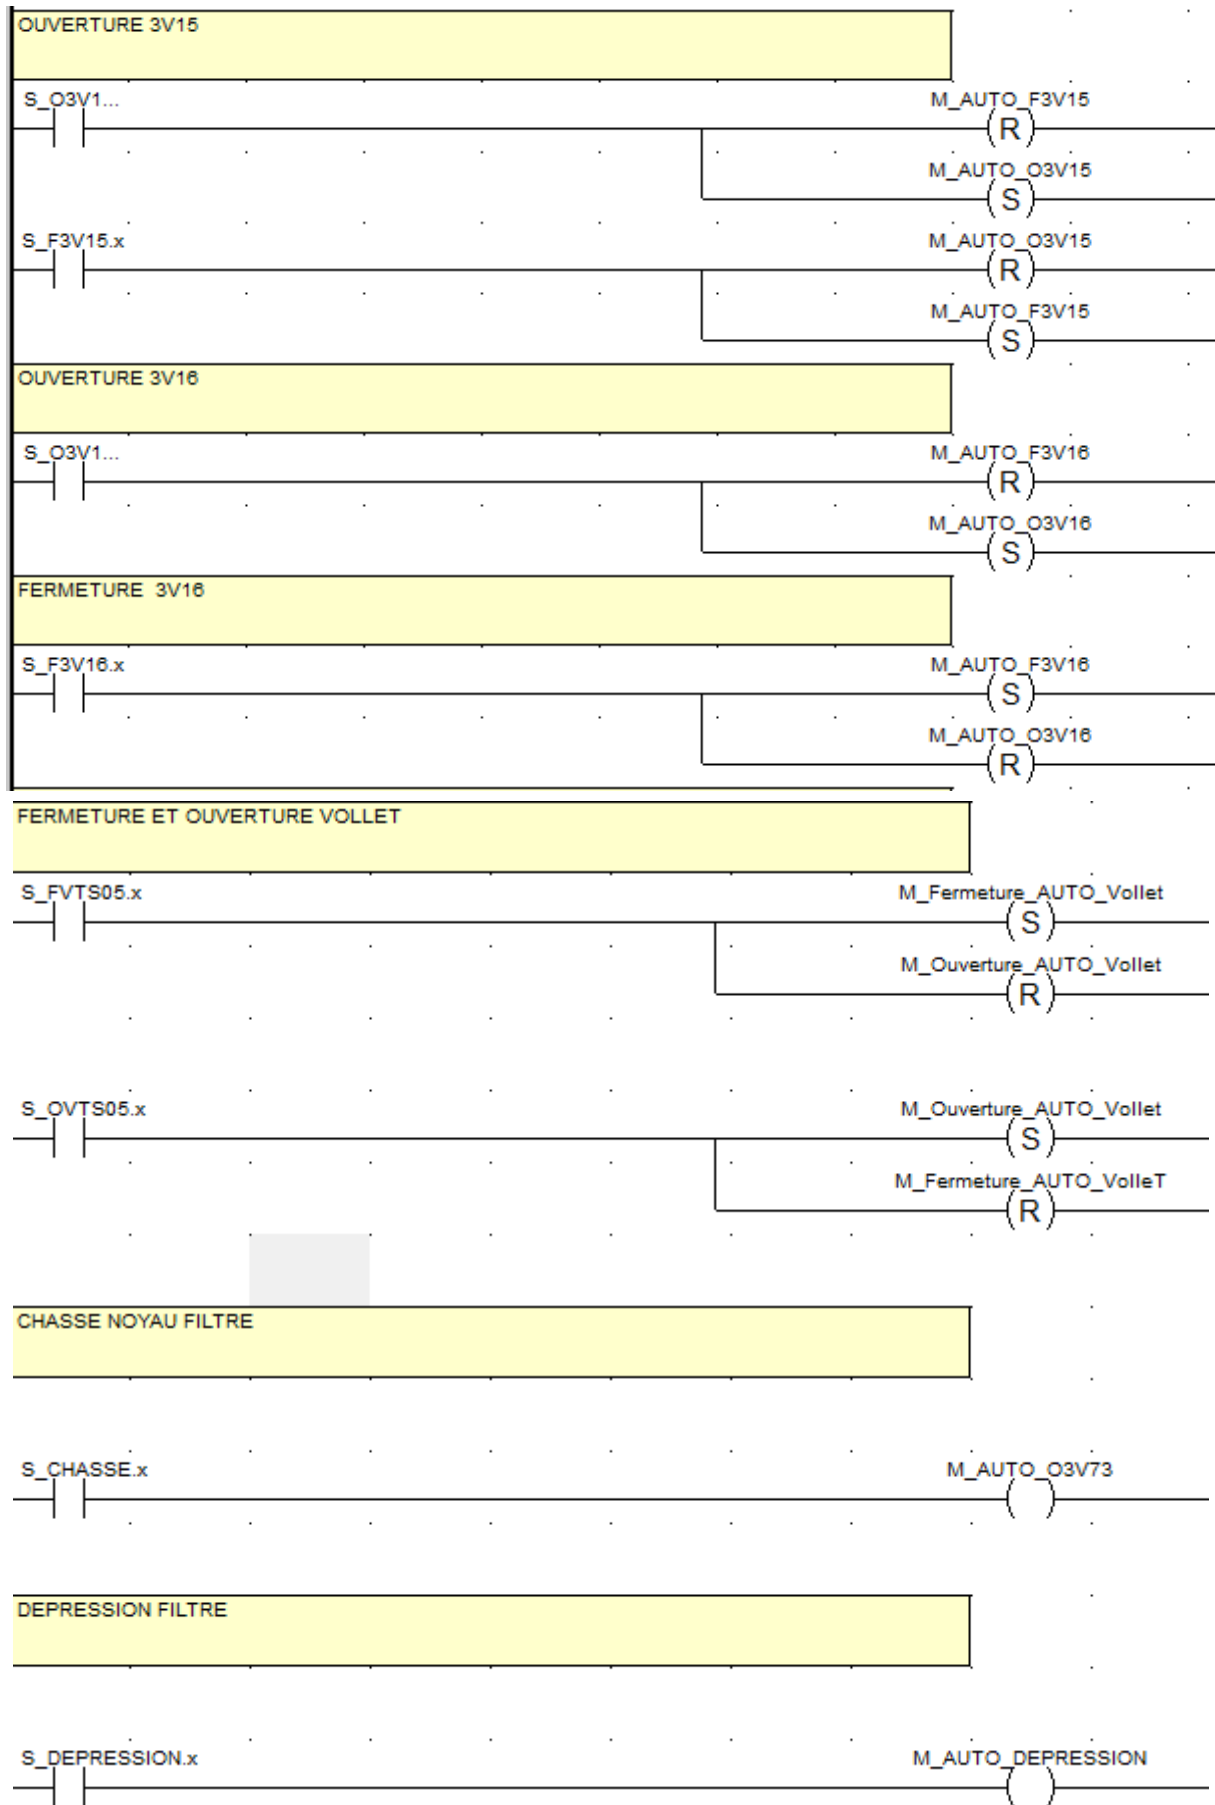 OUVERTURE 3V15
S_O3V1... M_AUTO_F3V15
(R)
M_AUTO_O3V15
(S)
S_F3V15.x M_AUTO_O3V15
(R)
M_AUTO_F3V15
(S)
OUVERTURE 3V16
S_O3V1... M_AUTO_F3V16
(R)
M_AUTO_O3V16
(S)
FERMETURE 3V16
S_F3V16.x M_AUTO_F3V16
(S)
M_AUTO_O3V16
(R)
FERMETURE ET OUVERTURE VOLLET
S_FVTS05.x M_Fermeture_AUTO_Vollet
(S)
M_Ouverture_AUTO_Vollet
(R)
S_OVTS05.x M_Ouverture_AUTO_Vollet
(S)
M_Fermeture_AUTO_VolleT
(R)
CHASSE NOYAU FILTRE
S_CHASSE.x M_AUTO_O3V73
DEPRESSION FILTRE
S_DEPRESSION.x M_AUTO_DEPRESSION